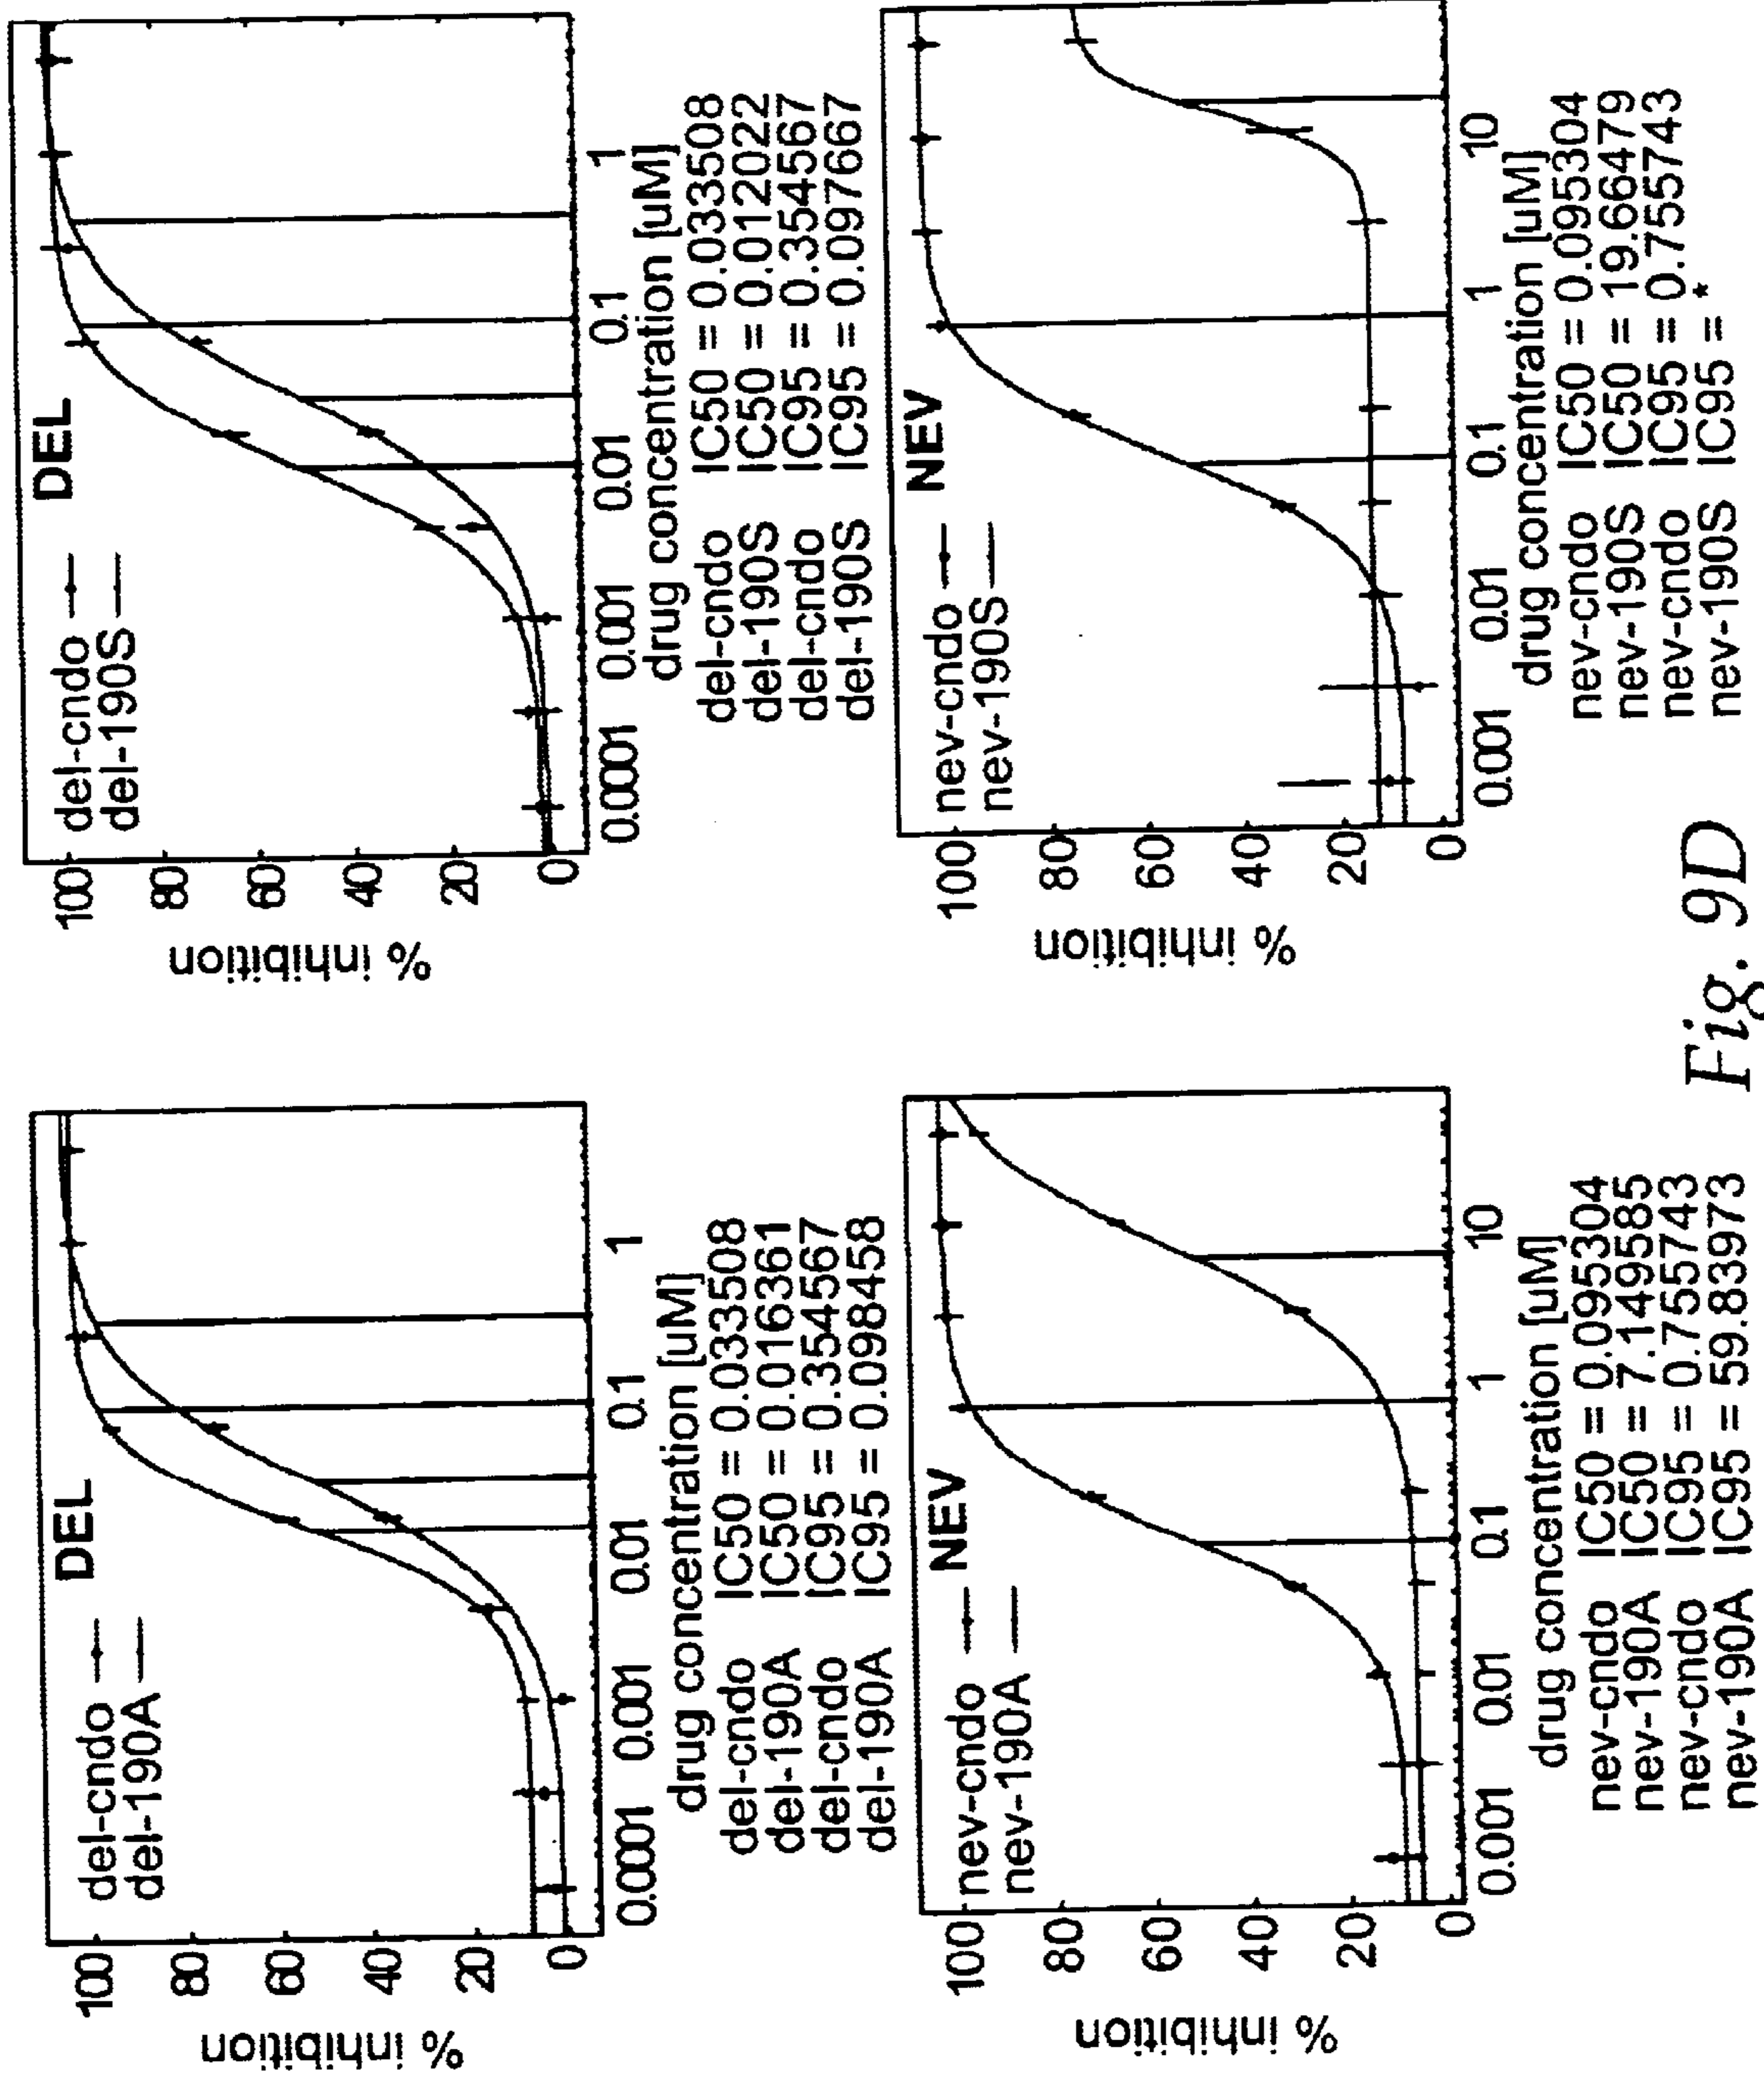 DEL
del-cndo
del-190A
100
80
60
40
20
0
% inhibition
0.0001 0.001 0.01 0.1 1
drug concentration [uM]
del-cndo IC50 = 0.033508
del-190A IC50 = 0.016361
del-cndo IC95 = 0.354567
del-190A IC95 = 0.098458
DEL
del-cndo
del-190S
100
80
60
40
20
0
% inhibition
0.0001 0.001 0.01 0.1 1
drug concentration [uM]
del-cndo IC50 = 0.033508
del-190S IC50 = 0.012022
del-cndo IC95 = 0.354567
del-190S IC95 = 0.097667
NEV
nev-cndo
nev-190A
100
80
60
40
20
0
% inhibition
0.001 0.01 0.1 1 10
drug concentration [uM]
nev-cndo IC50 = 0.095304
nev-190A IC50 = 7.149585
nev-cndo IC95 = 0.755743
nev-190A IC95 = 59.83973
NEV
nev-cndo
nev-190S
100
80
60
40
20
0
% inhibition
0.001 0.01 0.1 1 10
drug concentration [uM]
nev-cndo IC50 = 0.095304
nev-190S IC50 = 19.66479
nev-cndo IC95 = 0.755743
nev-190S IC95 = *
Fig. 9D